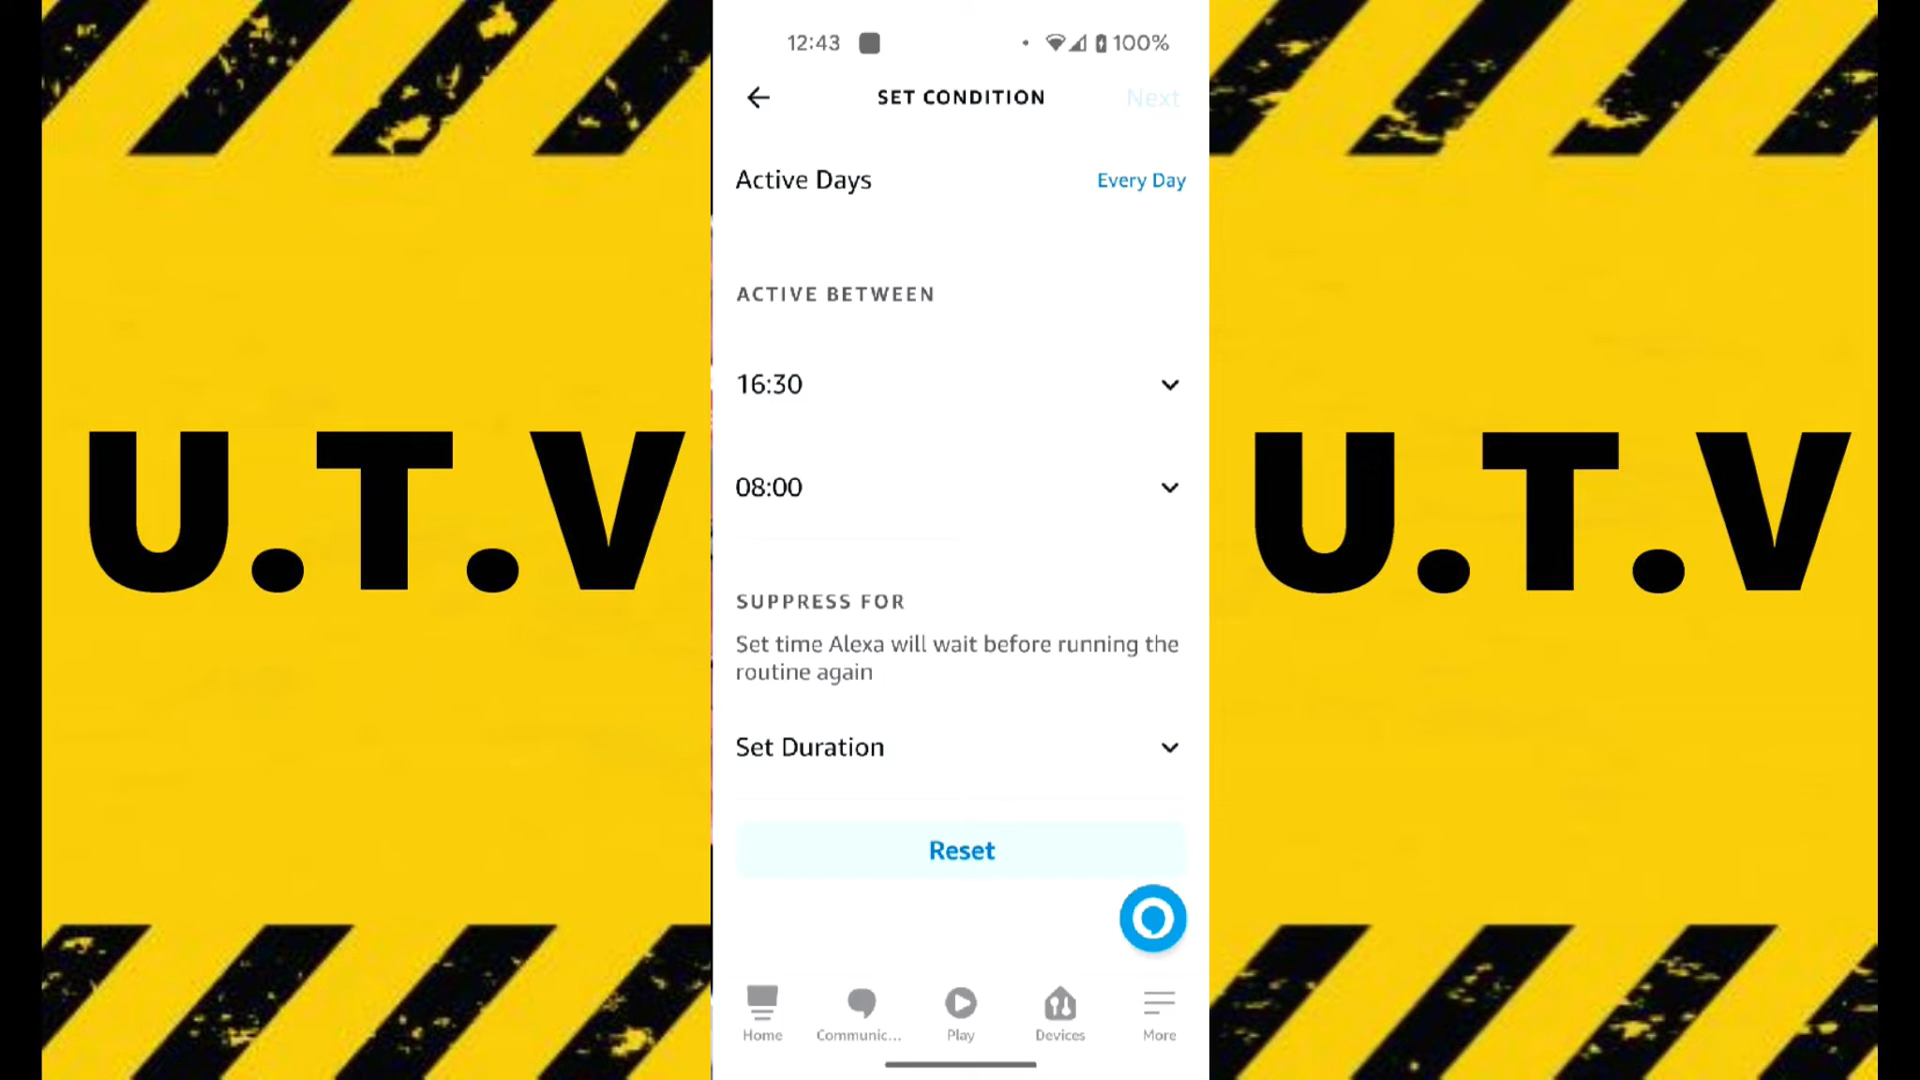 12:43
100%
SET CONDITION
Next
Active Days
Every Day
ACTIVE BETWEEN
16:30
U.T.V
U.T.V
08:00
SUPPRESS FOR
Set time Alexa will wait before running the
routine again
Set Duration
Reset
Home
Communic...
Play
Devices
More